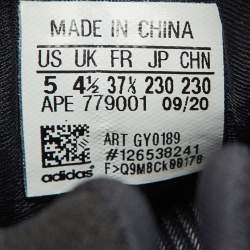 MADE IN CHINA
US UK FR JP CHN
5 4½ 37⅓ 230 230
APE 779001 09/20
ART GY0189
#126538241
adidas F>Q9M8Ck00178